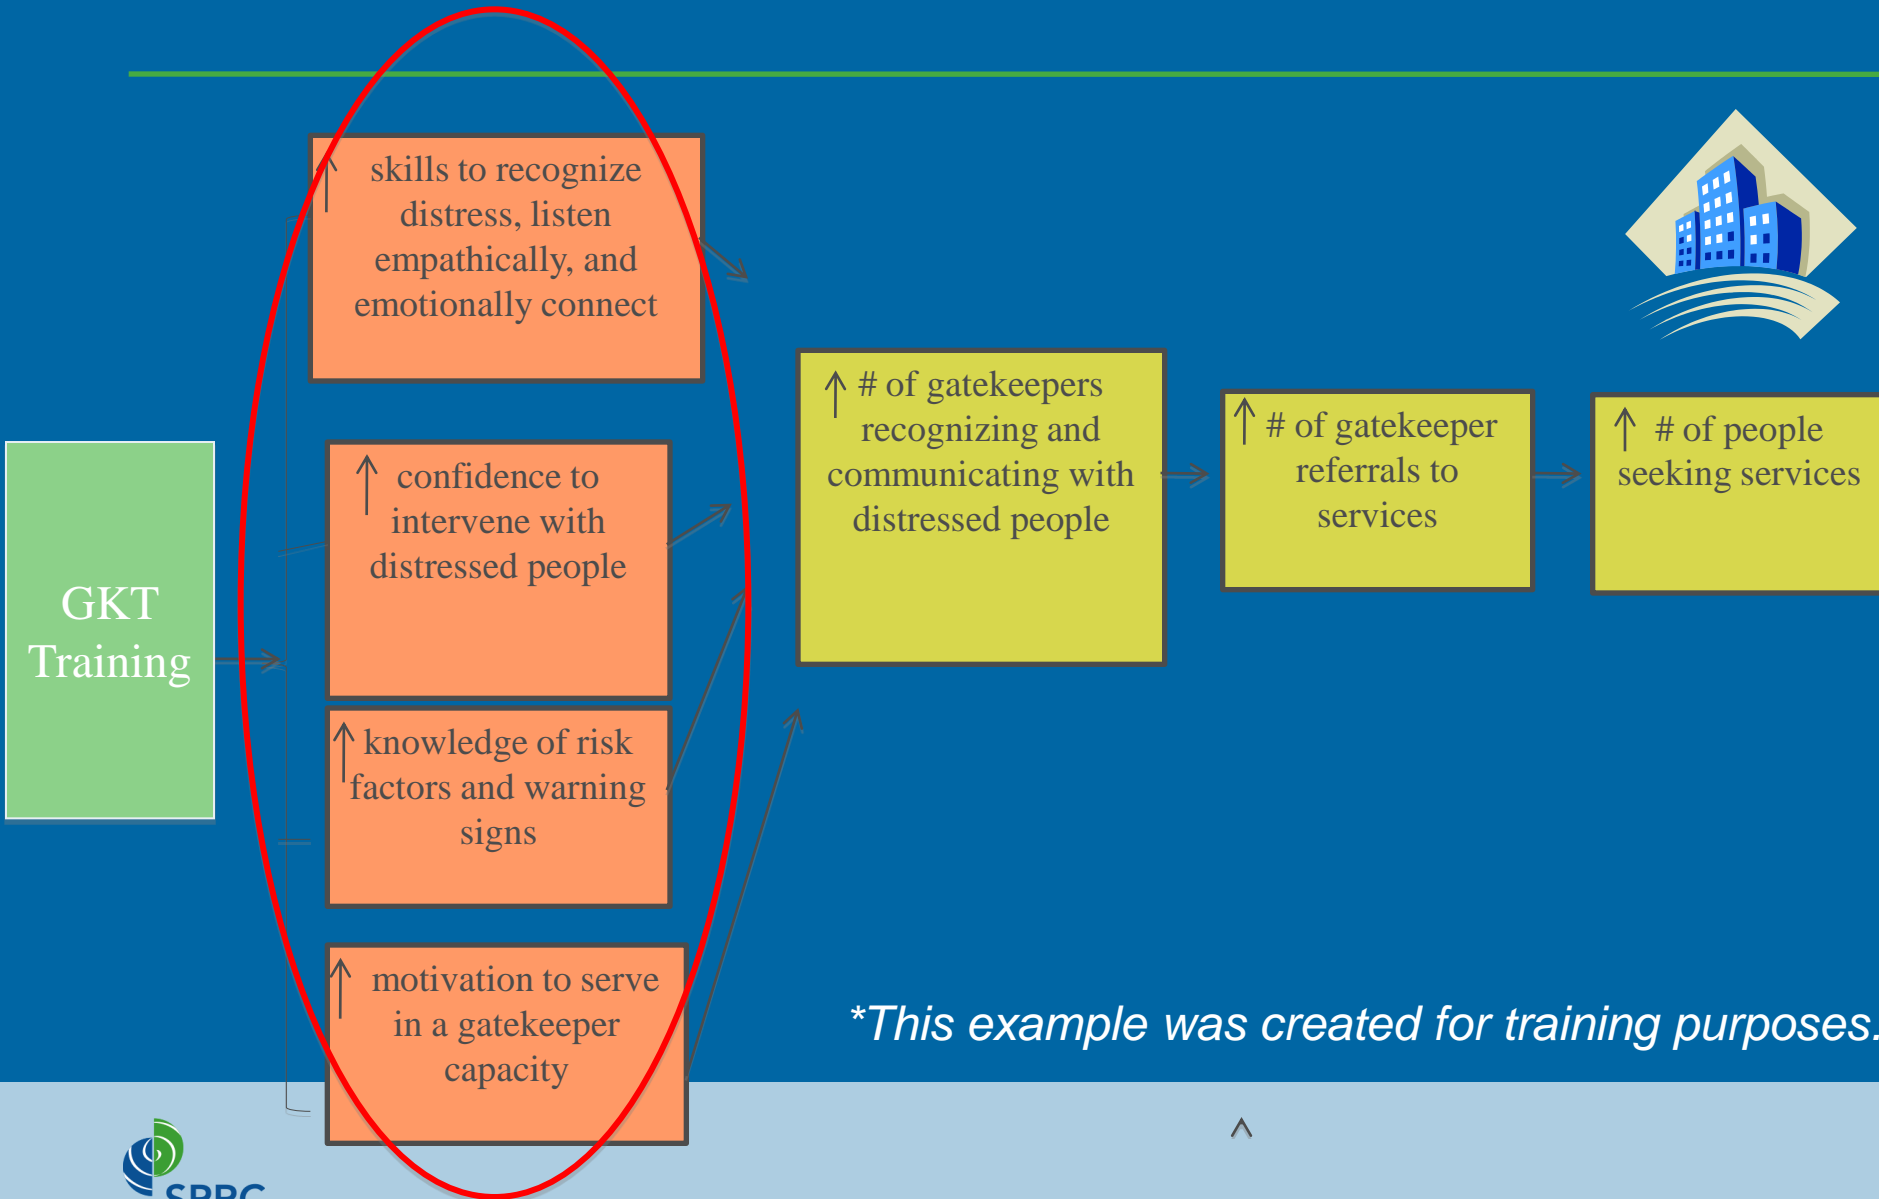 ↑ skills to recognize
distress, listen
empathically, and
emotionally connect
↑ confidence to
intervene with
distressed people
GKT
Training
↑ knowledge of risk
factors and warning
signs
↑ motivation to serve
in a gatekeeper
capacity
↑ # of gatekeepers
recognizing and
communicating with
distressed people
↑ # of gatekeeper
referrals to
services
↑ # of people
seeking services
*This example was created for training purposes.
SPRC